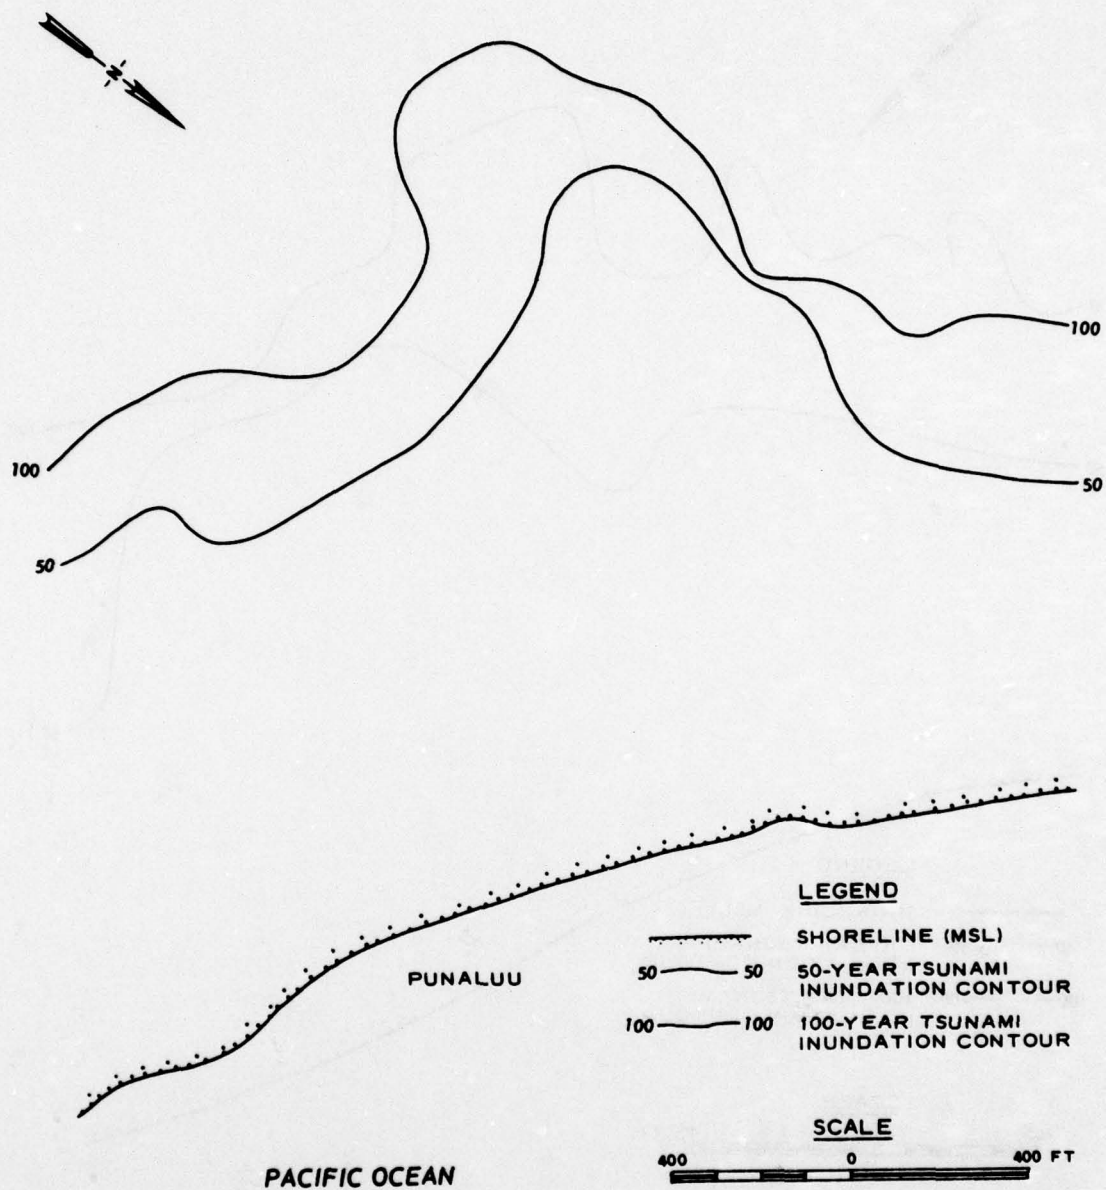 N
100
100
50
50
LEGEND
SHORELINE (MSL)
PUNALUU
50 50 50-YEAR TSUNAMI
INUNDATION CONTOUR
100 100 100-YEAR TSUNAMI
INUNDATION CONTOUR
SCALE
400 0 400 FT
PACIFIC OCEAN